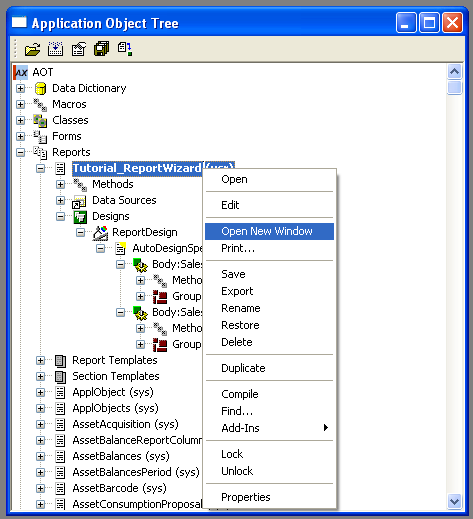 Application Object Tree
AX AOT
Data Dictionary
Macros
Classes
Forms
Reports
Tutorial_ReportWizard (usr)
Methods
Data Sources
Designs
ReportDesign
AutoDesignSpe
Body:Sales
Metho
Group
Body:Sales
Metho
Group
Report Templates
Section Templates
ApplObject (sys)
ApplObjects (sys)
AssetAcquisition (sys)
AssetBalanceReportColumn
AssetBalances (sys)
AssetBalancesPeriod (sys)
AssetBarcode (sys)
AssetConsumptionProposal
Open
Edit
Open New Window
Print...
Save
Export
Rename
Restore
Delete
Duplicate
Compile
Find...
Add-Ins
Lock
Unlock
Properties